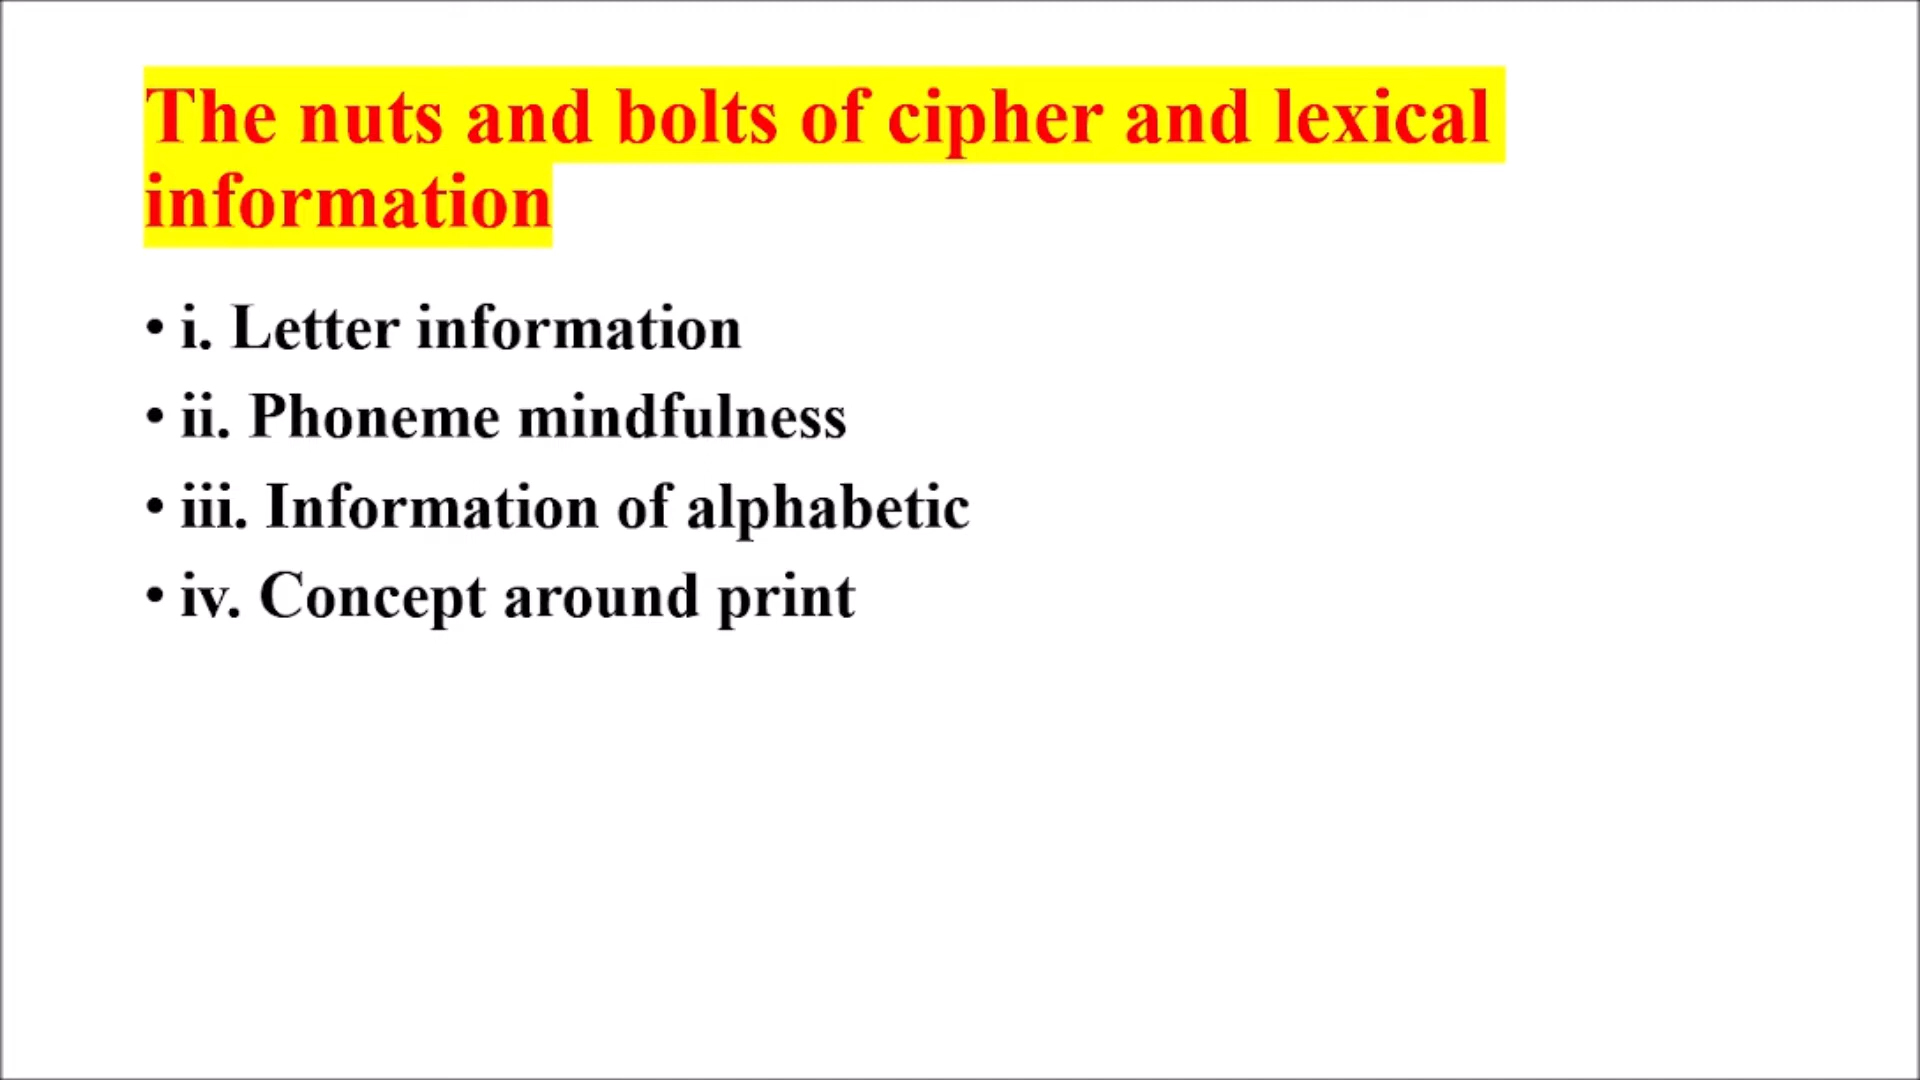 The nuts and bolts of cipher and lexical
information
• i. Letter information
• ii. Phoneme mindfulness
• iii. Information of alphabetic
• iv. Concept around print